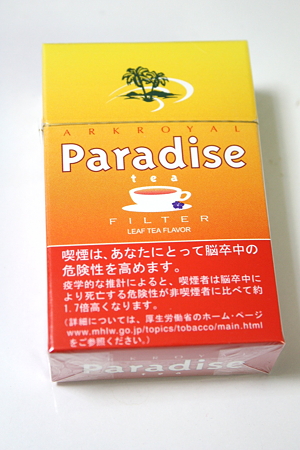 ARKROYAL
Paradise
tea
FILTER
LEAF TEA FLAVOR
喫煙は、あなたにとって脳卒中の
危険性を高めます。
疫学的な推計によると、喫煙者は脳卒中に
より死亡する危険性が非喫煙者に比べて約
1.7倍高くなります。
(詳細については、厚生労働省のホーム・ページ
www.mhlw.go.jp/topics/tobacco/main.html
をご参照ください。)